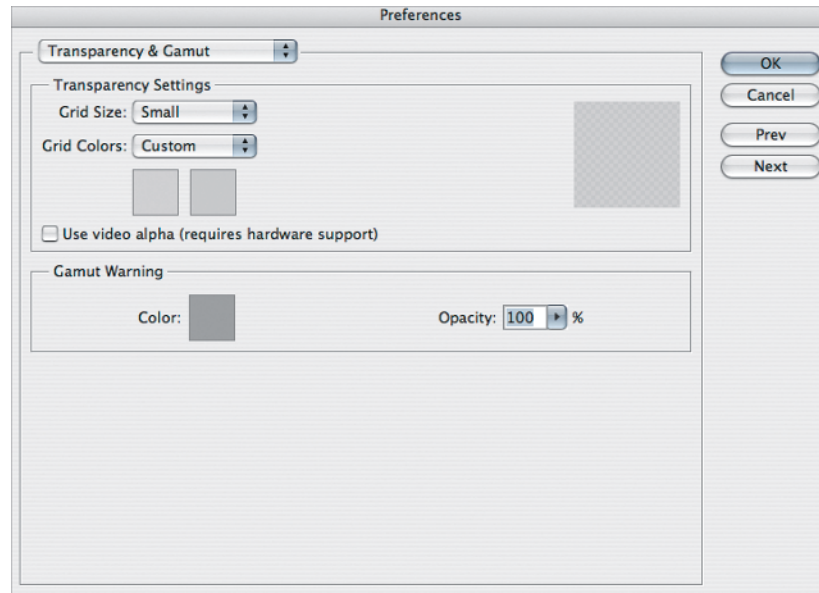 Preferences
Transparency & Gamut
OK
Transparency Settings
Cancel
Grid Size: Small
Prev
Grid Colors: Custom
Next
Use video alpha (requires hardware support)
Gamut Warning
Color:
Opacity: 100 %